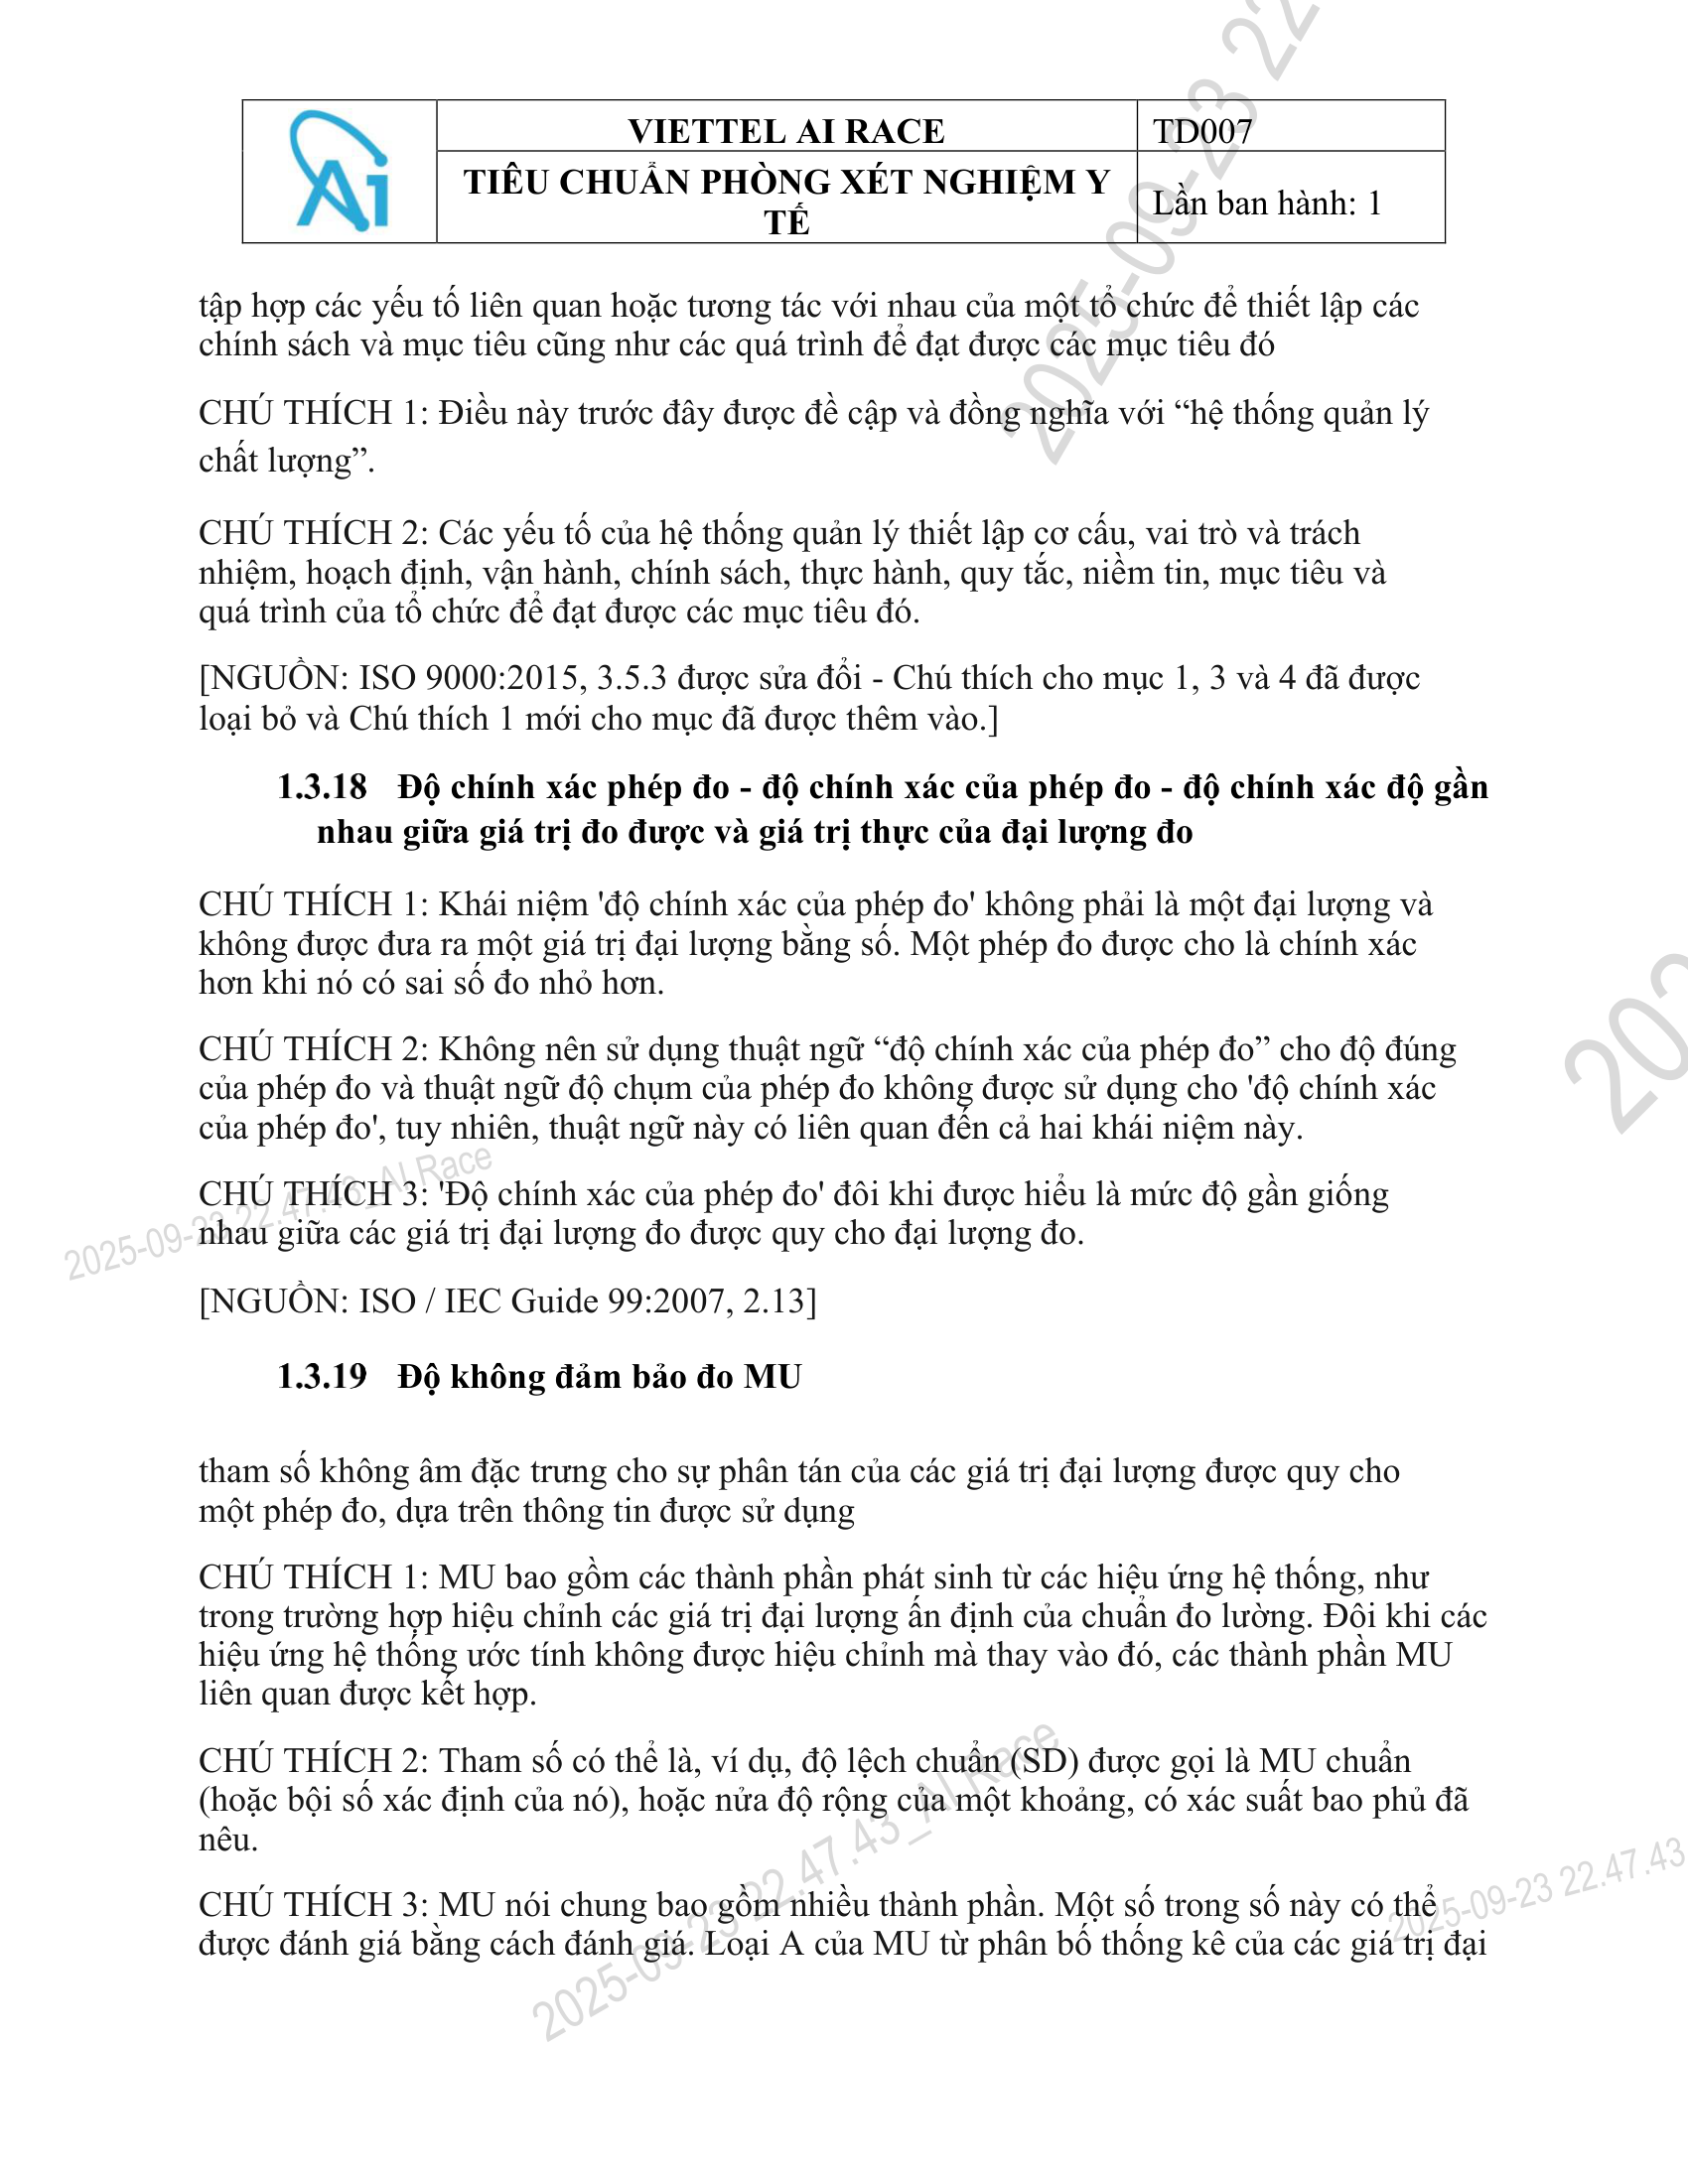 Ai
VIETTEL AI RACE
TD007
TIÊU CHUẨN PHÒNG XÉT NGHIỆM Y
TẾ
Lần ban hành: 1
tập hợp các yếu tố liên quan hoặc tương tác với nhau của một tổ chức để thiết lập các
chính sách và mục tiêu cũng như các quá trình để đạt được các mục tiêu đó
CHÚ THÍCH 1: Điều này trước đây được đề cập và đồng nghĩa với “hệ thống quản lý
chất lượng”.
CHÚ THÍCH 2: Các yếu tố của hệ thống quản lý thiết lập cơ cấu, vai trò và trách
nhiệm, hoạch định, vận hành, chính sách, thực hành, quy tắc, niềm tin, mục tiêu và
quá trình của tổ chức để đạt được các mục tiêu đó.
[NGUỒN: ISO 9000:2015, 3.5.3 được sửa đổi - Chú thích cho mục 1, 3 và 4 đã được
loại bỏ và Chú thích 1 mới cho mục đã được thêm vào.]
1.3.18 Độ chính xác phép đo - độ chính xác của phép đo - độ chính xác độ gần
nhau giữa giá trị đo được và giá trị thực của đại lượng đo
CHÚ THÍCH 1: Khái niệm 'độ chính xác của phép đo' không phải là một đại lượng và
không được đưa ra một giá trị đại lượng bằng số. Một phép đo được cho là chính xác
hơn khi nó có sai số đo nhỏ hơn.
CHÚ THÍCH 2: Không nên sử dụng thuật ngữ “độ chính xác của phép đo” cho độ đúng
của phép đo và thuật ngữ độ chụm của phép đo không được sử dụng cho 'độ chính xác
của phép đo', tuy nhiên, thuật ngữ này có liên quan đến cả hai khái niệm này.
CHÚ THÍCH 3: 'Độ chính xác của phép đo' đôi khi được hiểu là mức độ gần giống
nhau giữa các giá trị đại lượng đo được quy cho đại lượng đo.
[NGUỒN: ISO / IEC Guide 99:2007, 2.13]
1.3.19 Độ không đảm bảo đo MU
tham số không âm đặc trưng cho sự phân tán của các giá trị đại lượng được quy cho
một phép đo, dựa trên thông tin được sử dụng
CHÚ THÍCH 1: MU bao gồm các thành phần phát sinh từ các hiệu ứng hệ thống, như
trong trường hợp hiệu chỉnh các giá trị đại lượng ấn định của chuẩn đo lường. Đôi khi các
hiệu ứng hệ thống ước tính không được hiệu chỉnh mà thay vào đó, các thành phần MU
liên quan được kết hợp.
CHÚ THÍCH 2: Tham số có thể là, ví dụ, độ lệch chuẩn (SD) được gọi là MU chuẩn
(hoặc bội số xác định của nó), hoặc nửa độ rộng của một khoảng, có xác suất bao phủ đã
nêu.
CHÚ THÍCH 3: MU nói chung bao gồm nhiều thành phần. Một số trong số này có thể
được đánh giá bằng cách đánh giá. Loại A của MU từ phân bố thống kê của các giá trị đại
2025-09-23 22
202
2025-09-23 22.47.43_AI Race
2025-09-23 22.47.43_AI Race
2025-09-23 22.47.43